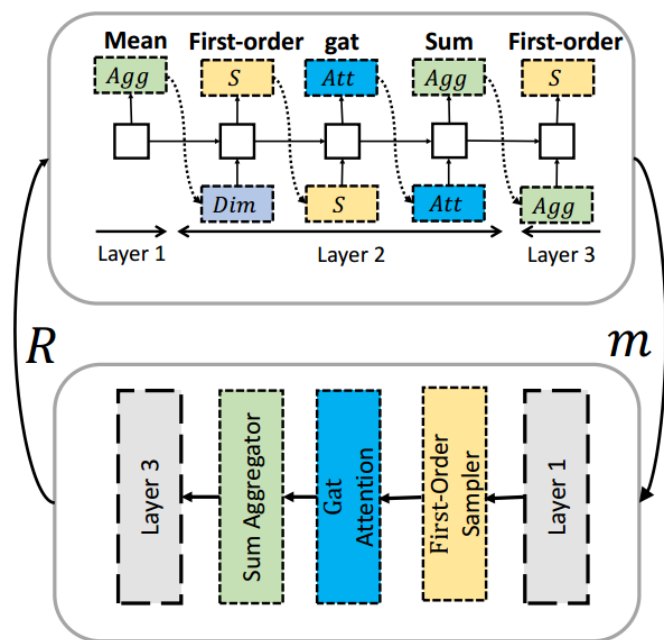 Mean First-order gat Sum First-order
Agg S Att Agg S
Dim S Att Agg
Layer 1 Layer 2 Layer 3
R m
Layer 3
Sum Aggregator
Gat
Attention
First-Order
Sampler
Layer 1